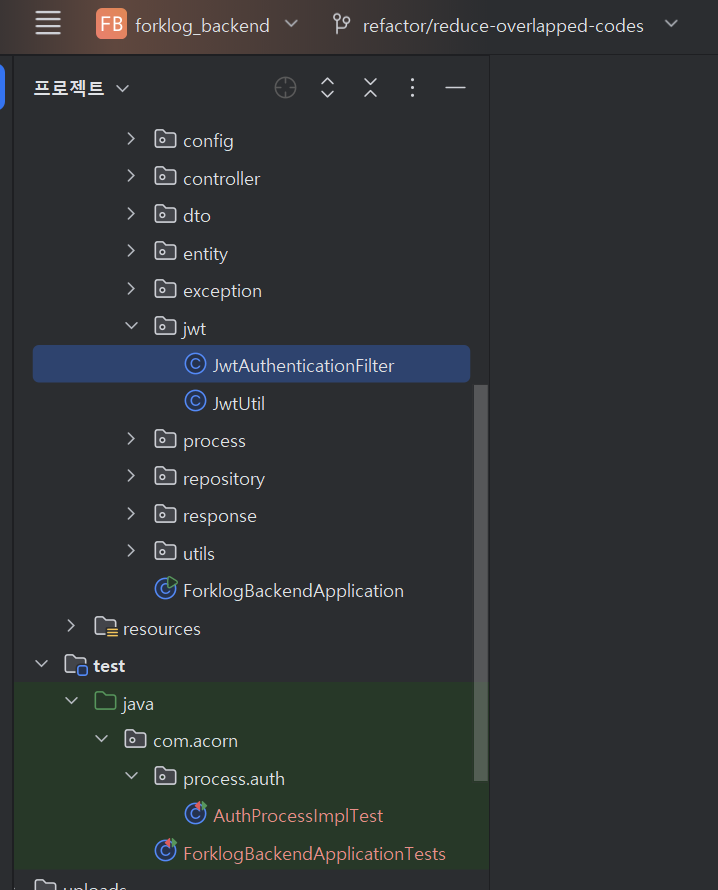 FB forklog_backend refactor/reduce-overlapped-codes
프로젝트
config
controller
dto
entity
exception
jwt
C JwtAuthenticationFilter
C JwtUtil
process
repository
response
utils
C ForklogBackendApplication
resources
test
java
com.acorn
process.auth
C AuthProcessImplTest
C ForklogBackendApplicationTests
uploads